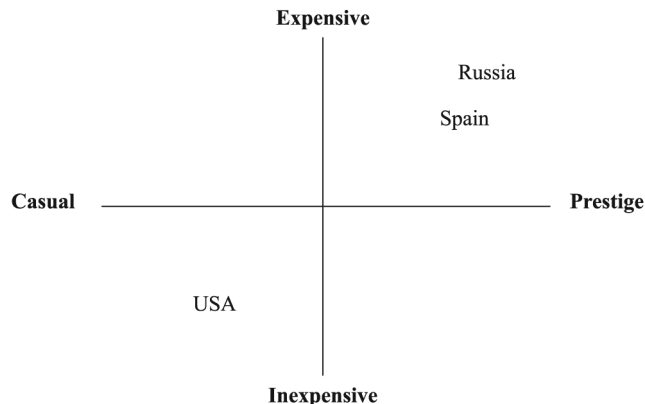 Expensive
Russia
Spain
Casual
Prestige
USA
Inexpensive